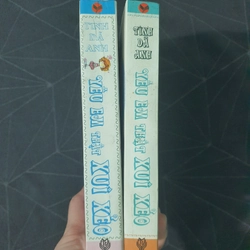 TÌNH
DÃ
ANH
YÊU EM THẬT XUI XẺO
TÌNH
DÃ
ANH
YÊU EM THẬT XUI XẺO